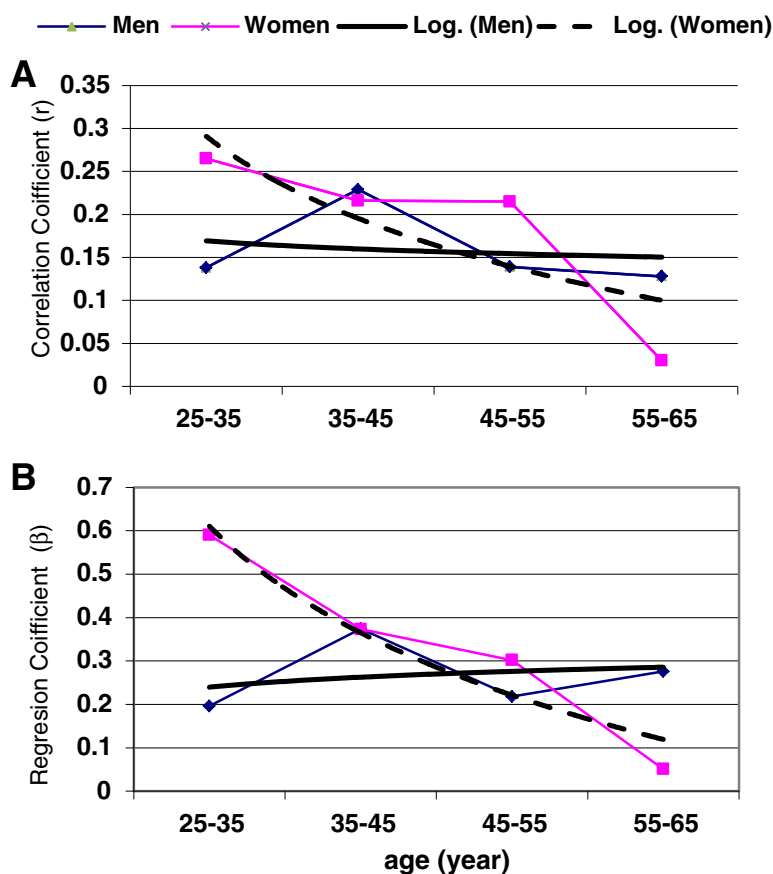 Men Women Log. (Men) Log. (Women)
A
Correlation Coifficient (r)
0.35
0.3
0.25
0.2
0.15
0.1
0.05
0
25-35 35-45 45-55 55-65
B
Regresion Coifficient (β)
0.7
0.6
0.5
0.4
0.3
0.2
0.1
0
25-35 35-45 45-55 55-65
age (year)